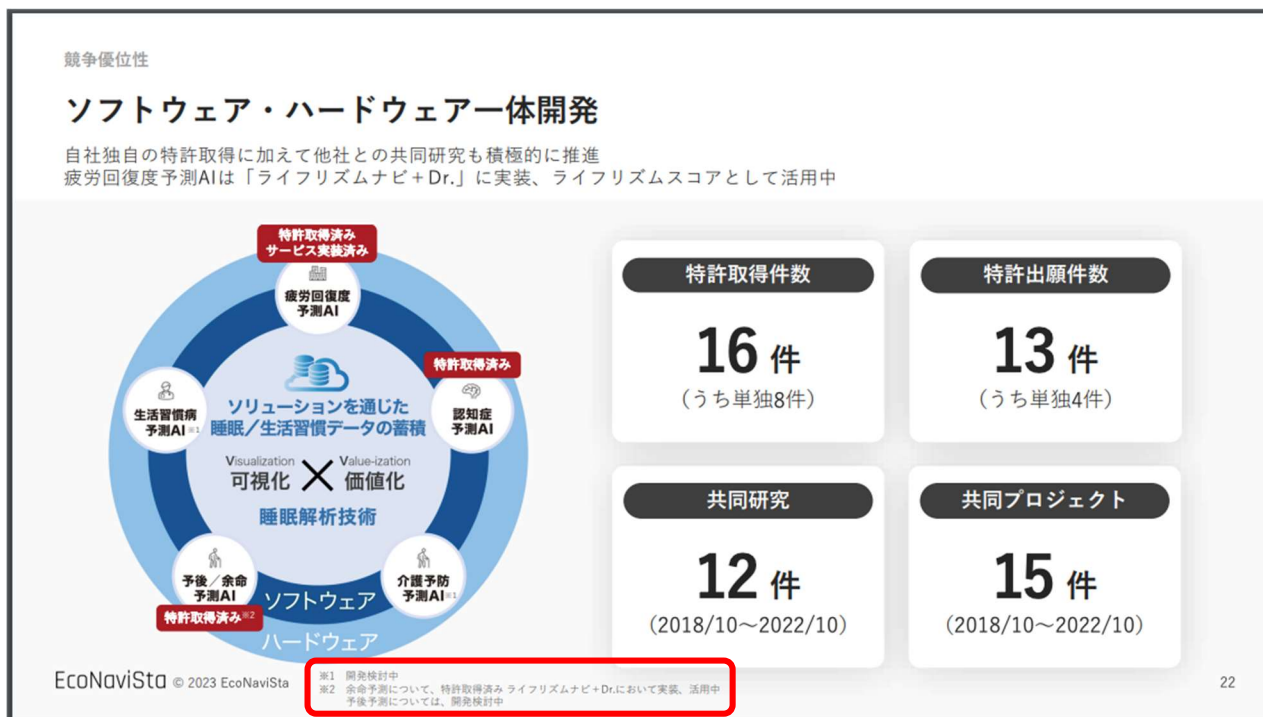 競争優位性
ソフトウェア・ハードウェア一体開発
自社独自の特許取得に加えて他社との共同研究も積極的に推進
疲労回復度予測AIは「ライフリズムナビ+Dr.」に実装、ライフリズムスコアとして活用中
特許取得済み
サービス実装済み
疲労回復度
予測AI
特許取得済み
認知症
予測AI
生活習慣病
予測AI※1
ソリューションを通じた
睡眠/生活習慣データの蓄積
Visualization
可視化
×
Value-ization
価値化
睡眠解析技術
予後/余命
予測AI
特許取得済み※2
介護予防
予測AI※1
ソフトウェア
ハードウェア
特許取得件数
16 件
(うち単独8件)
特許出願件数
13 件
(うち単独4件)
共同研究
12 件
(2018/10〜2022/10)
共同プロジェクト
15 件
(2018/10〜2022/10)
EcoNaviSta © 2023 EcoNaviSta
※1 開発検討中
※2 余命予測について、特許取得済み ライフリズムナビ+Dr.において実装、活用中
予後予測については、開発検討中
22